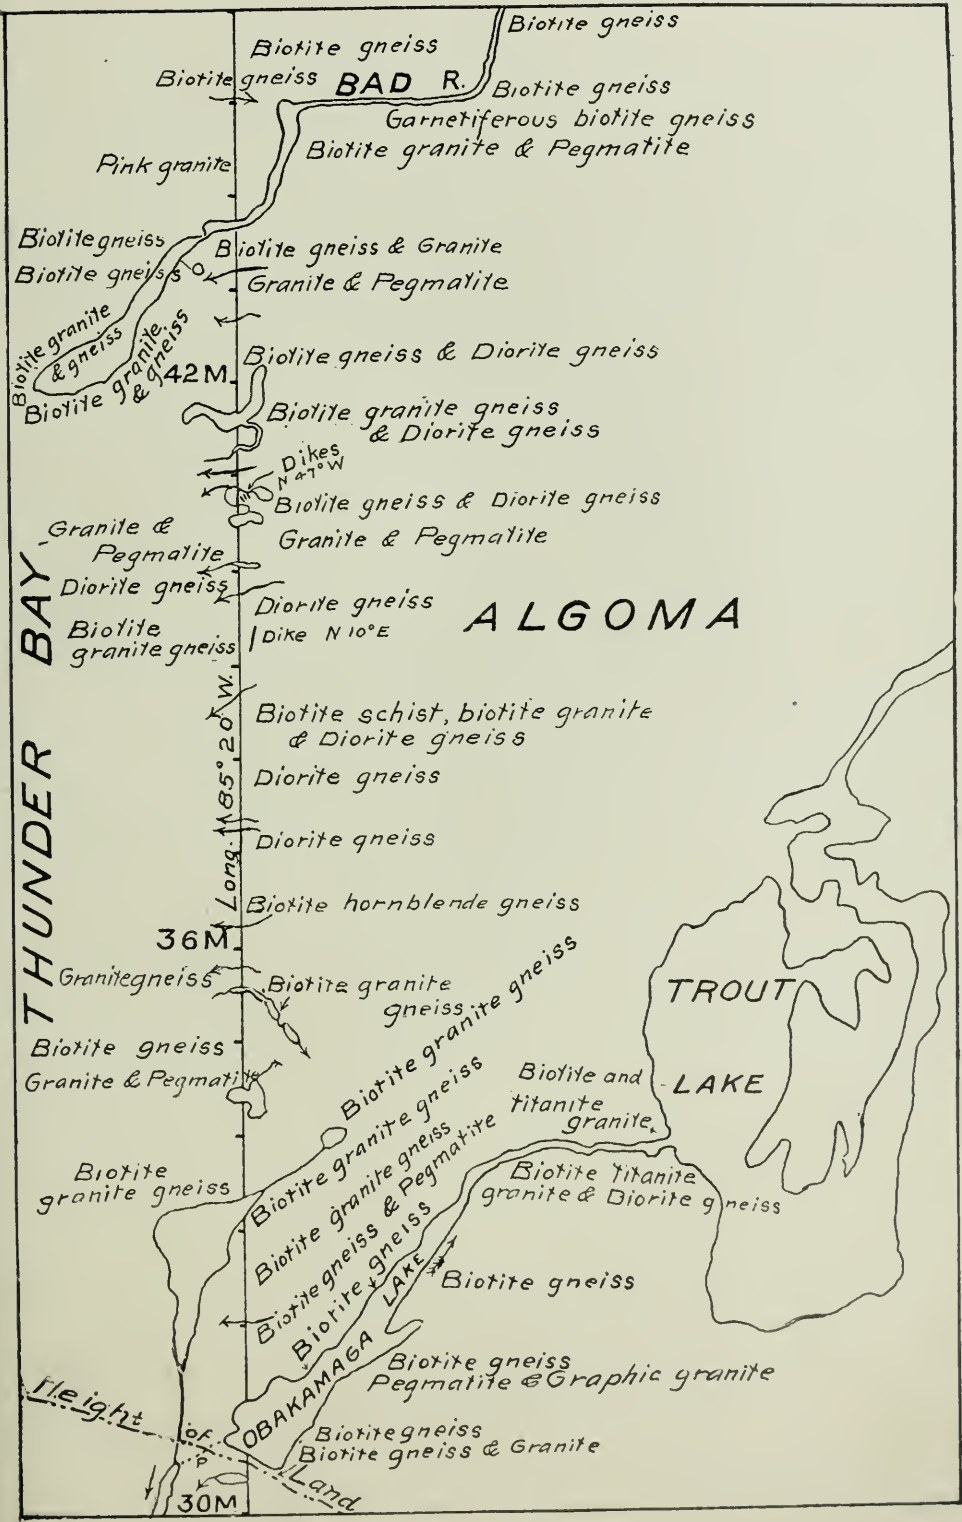 Biotite gneiss
Biotite gneiss
Biotite gneiss
BAD R.
Biotite gneiss
Garnetiferous biotite gneiss
Biotite granite & Pegmatite
Pink granite
Biotite gneiss
Biotite gneiss & Granite
Biotite gneiss
Granite & Pegmatite
Biotite granite
& gneiss
Biotite granite
& gneiss
42M.
Biotite gneiss & Diorite gneiss
Biotite granite gneiss
& Diorite gneiss
Dikes
N 47° W
Biotite gneiss & Diorite gneiss
Granite &
Pegmatite
Granite & Pegmatite
Diorite gneiss
Diorite gneiss
Biotite
granite gneiss
Dike N 10° E
THUNDER BAY
ALGOMA
Long. 85° 20' W.
Biotite schist, biotite granite
& Diorite gneiss
Diorite gneiss
Diorite gneiss
Biotite hornblende gneiss
36M.
Granite gneiss
Biotite granite
gneiss
Biotite granite gneiss
Biotite gneiss
Granite & Pegmatite
TROUT
LAKE
Biotite and
titanite
granite
Biotite granite gneiss
Biotite granite gneiss
Biotite gneiss & Pegmatite
Biotite gneiss
Biotite
granite gneiss
Biotite titanite
granite & Diorite gneiss
Biotite gneiss
OBAKAMAGA LAKE
Biotite gneiss
Pegmatite & Graphic granite
Biotite gneiss
Biotite gneiss & Granite
Height of Land
P
30M